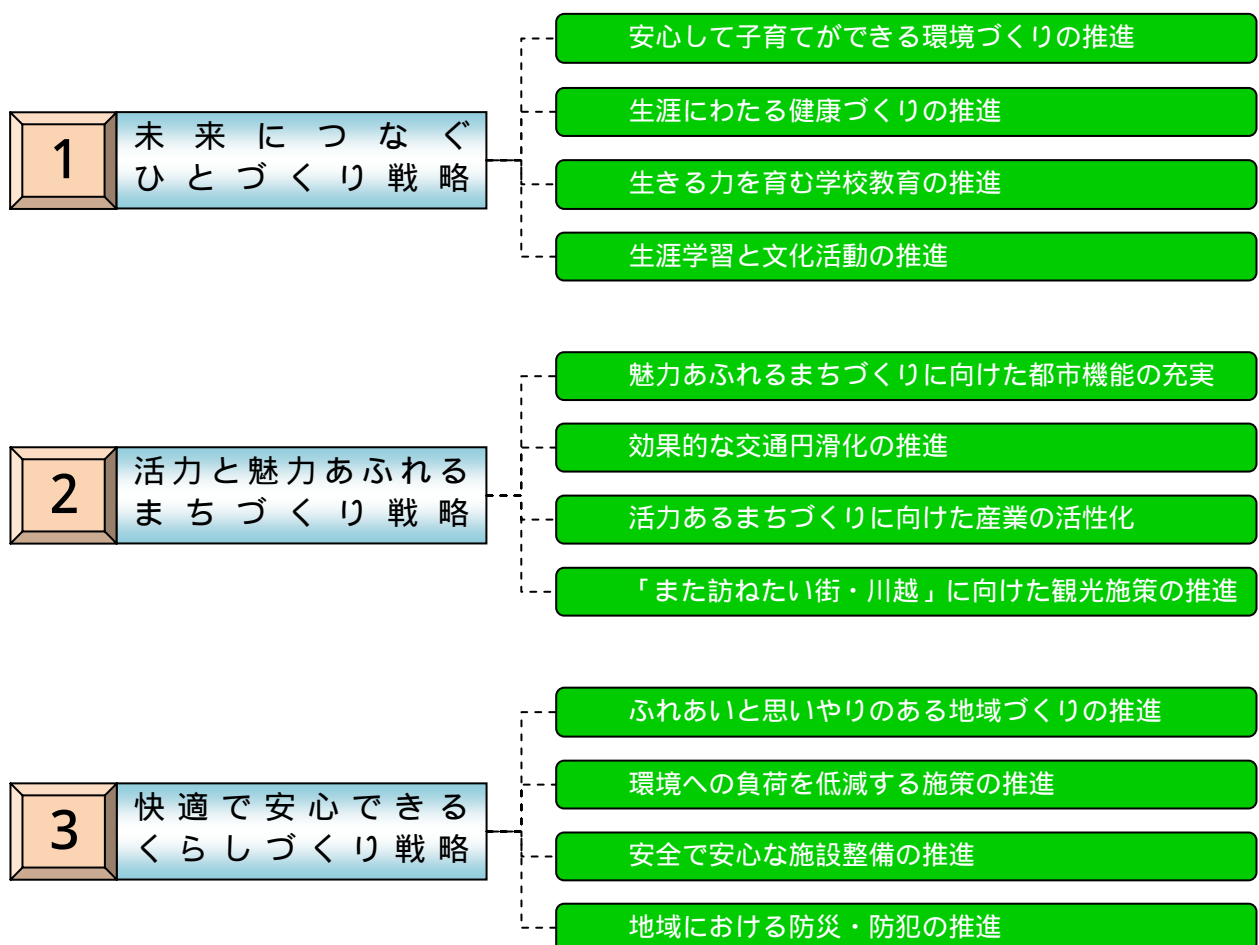 1
未来につなぐ
ひとづくり戦略
安心して子育てができる環境づくりの推進
生涯にわたる健康づくりの推進
生きる力を育む学校教育の推進
生涯学習と文化活動の推進
2
活力と魅力あふれる
まちづくり戦略
魅力あふれるまちづくりに向けた都市機能の充実
効果的な交通円滑化の推進
活力あるまちづくりに向けた産業の活性化
「また訪ねたい街・川越」に向けた観光施策の推進
3
快適で安心できる
くらしづくり戦略
ふれあいと思いやりのある地域づくりの推進
環境への負荷を低減する施策の推進
安全で安心な施設整備の推進
地域における防災・防犯の推進